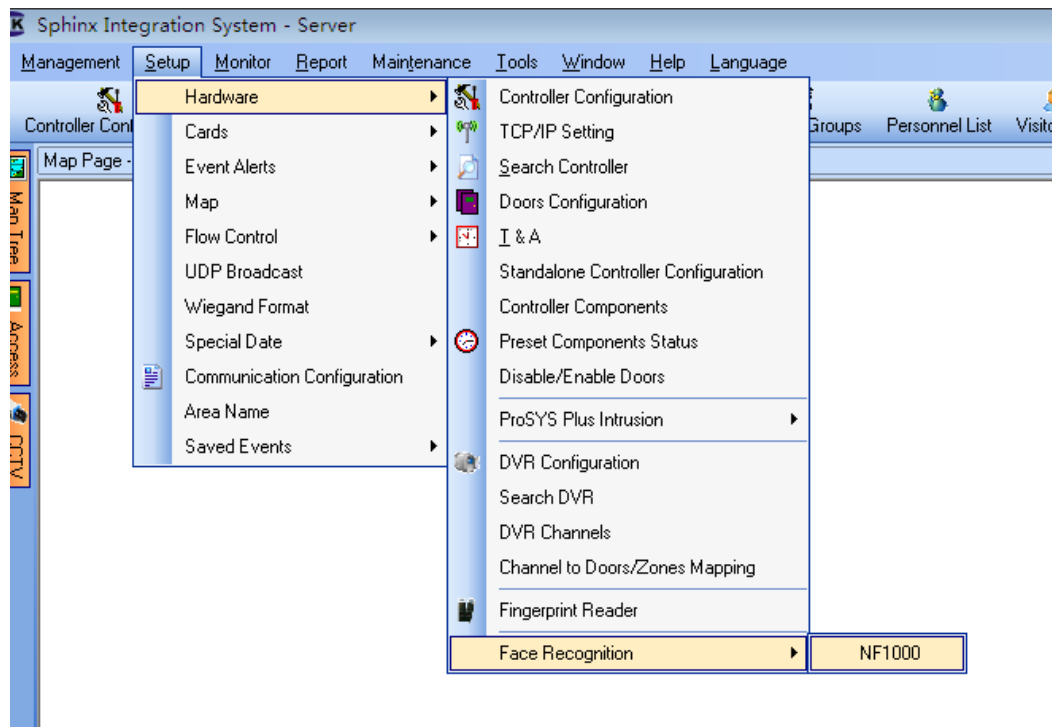 Sphinx Integration System - Server
Management Setup Monitor Report Maintenance Tools Window Help Language
Controller Groups Personnel List
Map Page -
Map Tree
Access
CCTV
Hardware
Cards
Event Alerts
Map
Flow Control
UDP Broadcast
Wiegand Format
Special Date
Communication Configuration
Area Name
Saved Events
Controller Configuration
TCP/IP Setting
Search Controller
Doors Configuration
T & A
Standalone Controller Configuration
Controller Components
Preset Components Status
Disable/Enable Doors
ProSYS Plus Intrusion
DVR Configuration
Search DVR
DVR Channels
Channel to Doors/Zones Mapping
Fingerprint Reader
Face Recognition
NF1000